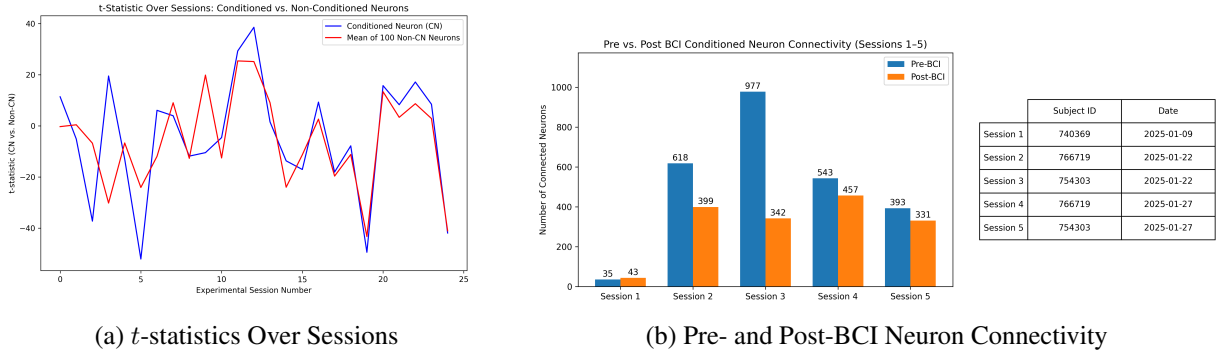 t-Statistic Over Sessions: Conditioned vs. Non-Conditioned Neurons
Conditioned Neuron (CN)
Mean of 100 Non-CN Neurons
t-statistic (CN vs. Non-CN)
40
20
0
−20
−40
0
5
10
15
20
25
Experimental Session Number
(a) t-statistics Over Sessions
Pre vs. Post BCI Conditioned Neuron Connectivity (Sessions 1–5)
Pre-BCI
Post-BCI
Number of Connected Neurons
1000
800
600
400
200
0
35
43
618
399
977
342
543
457
393
331
Session 1
Session 2
Session 3
Session 4
Session 5
Subject ID Date
Session 1 740369 2025-01-09
Session 2 766719 2025-01-22
Session 3 754303 2025-01-22
Session 4 766719 2025-01-27
Session 5 754303 2025-01-27
(b) Pre- and Post-BCI Neuron Connectivity